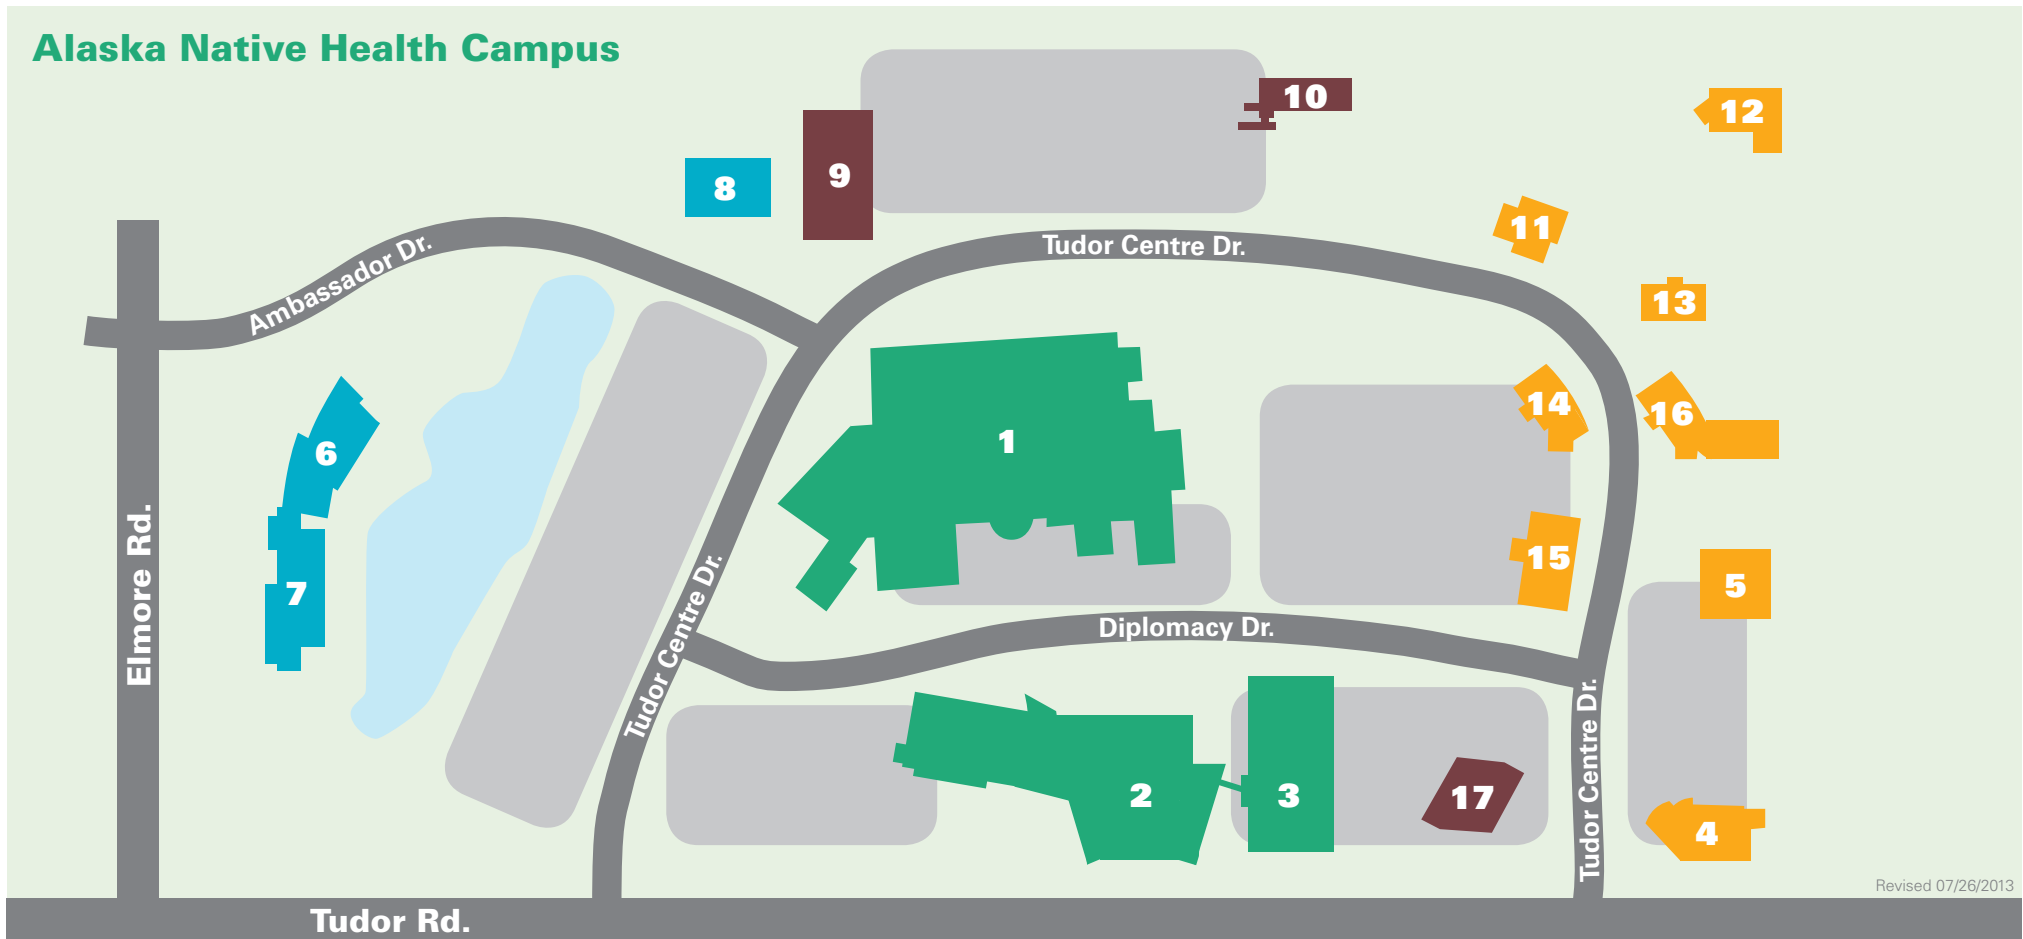 Alaska Native Health Campus
10
12
9
8
11
Tudor Centre Dr.
Ambassador Dr.
13
14
16
1
6
Elmore Rd.
15
5
7
Diplomacy Dr.
Tudor Centre Dr.
Tudor Centre Dr.
2
3
17
4
Revised 07/26/2013
Tudor Rd.